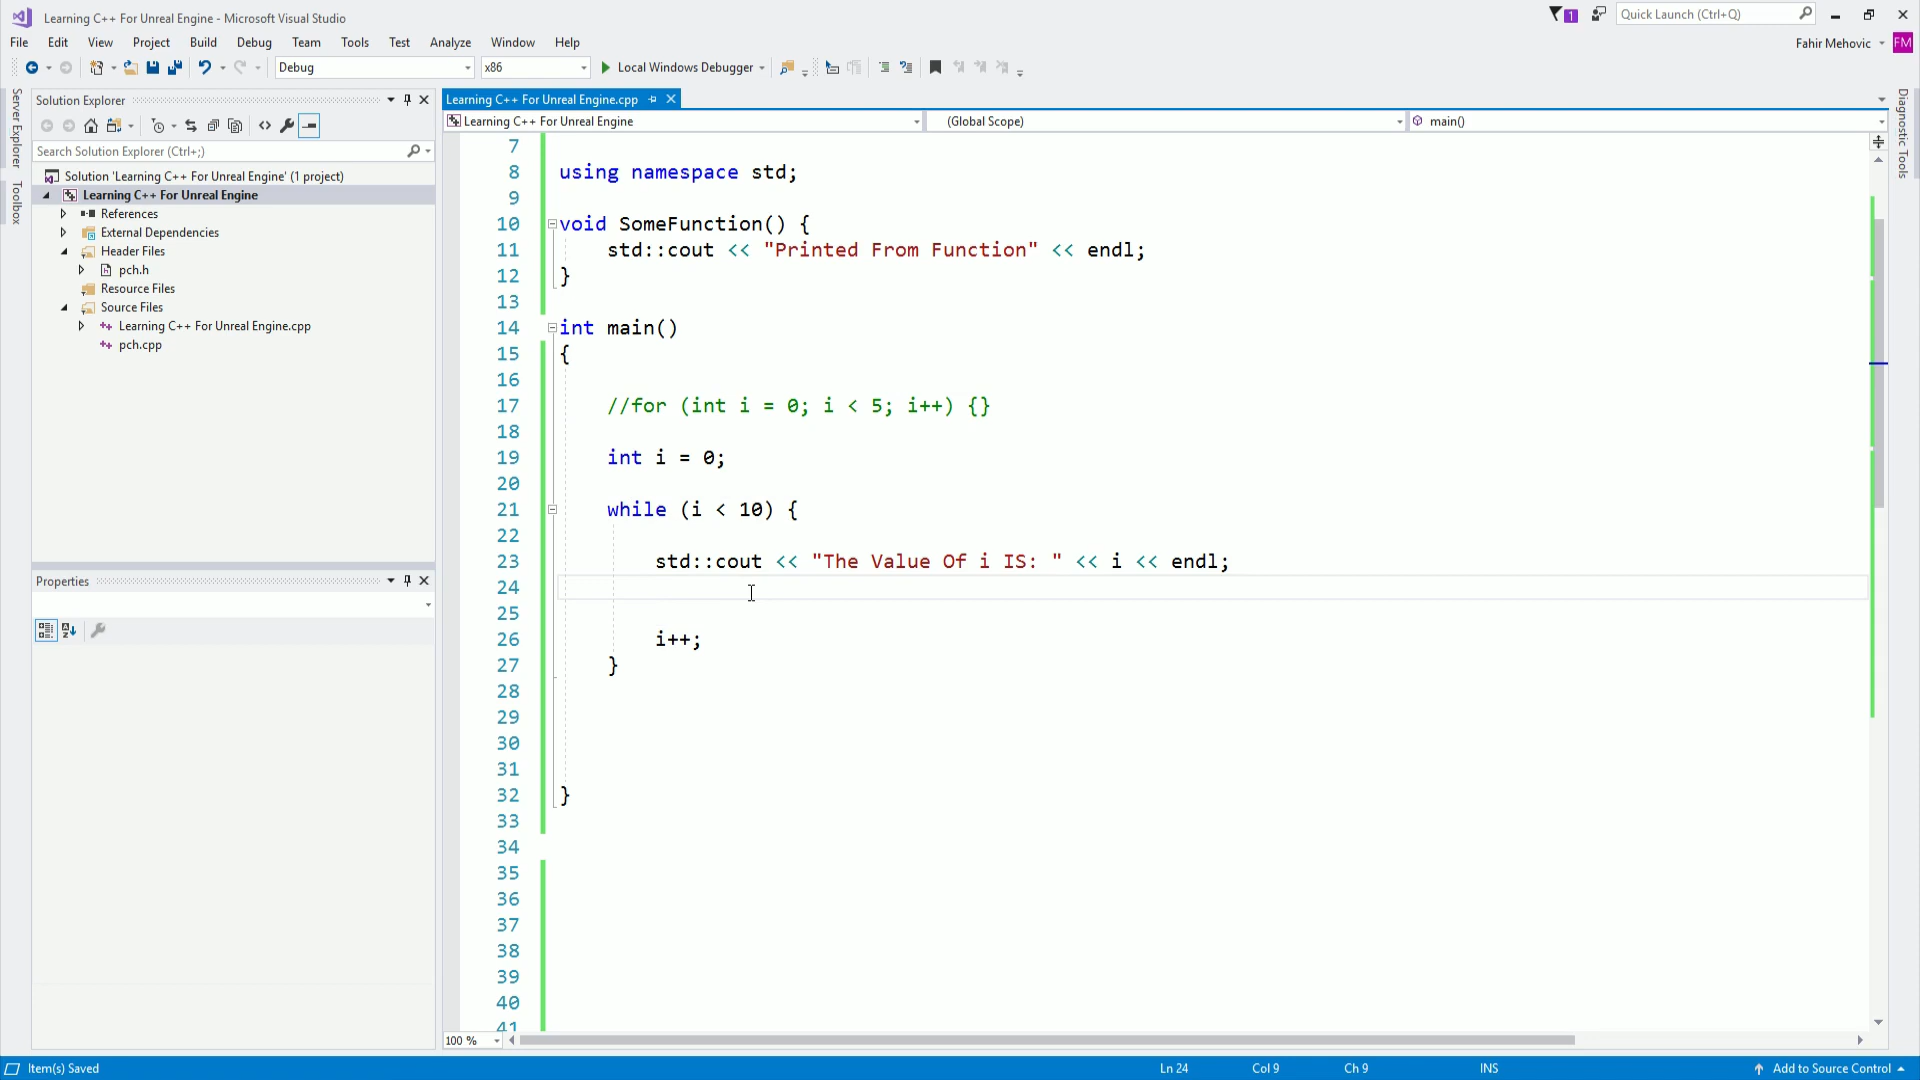 Learning C++ For Unreal Engine - Microsoft Visual Studio
1
Quick Launch (Ctrl+Q)
File Edit View Project Build Debug Team Tools Test Analyze Window Help
Fahir Mehovic
FM
Debug
x86
Local Windows Debugger
Server Explorer
Toolbox
Solution Explorer
Search Solution Explorer (Ctrl+;)
Solution 'Learning C++ For Unreal Engine' (1 project)
Learning C++ For Unreal Engine
References
External Dependencies
Header Files
pch.h
Resource Files
Source Files
Learning C++ For Unreal Engine.cpp
pch.cpp
Properties
Learning C++ For Unreal Engine.cpp
Learning C++ For Unreal Engine
(Global Scope)
main()
7
8 using namespace std;
9
10 void SomeFunction() {
11 std::cout << "Printed From Function" << endl;
12 }
13
14 int main()
15 {
16
17 //for (int i = 0; i < 5; i++) {}
18
19 int i = 0;
20
21 while (i < 10) {
22
23 std::cout << "The Value Of i IS: " << i << endl;
24
25
26 i++;
27 }
28
29
30
31
32 }
33
34
35
36
37
38
39
40
41
100 %
Diagnostic Tools
Item(s) Saved
Ln 24
Col 9
Ch 9
INS
Add to Source Control